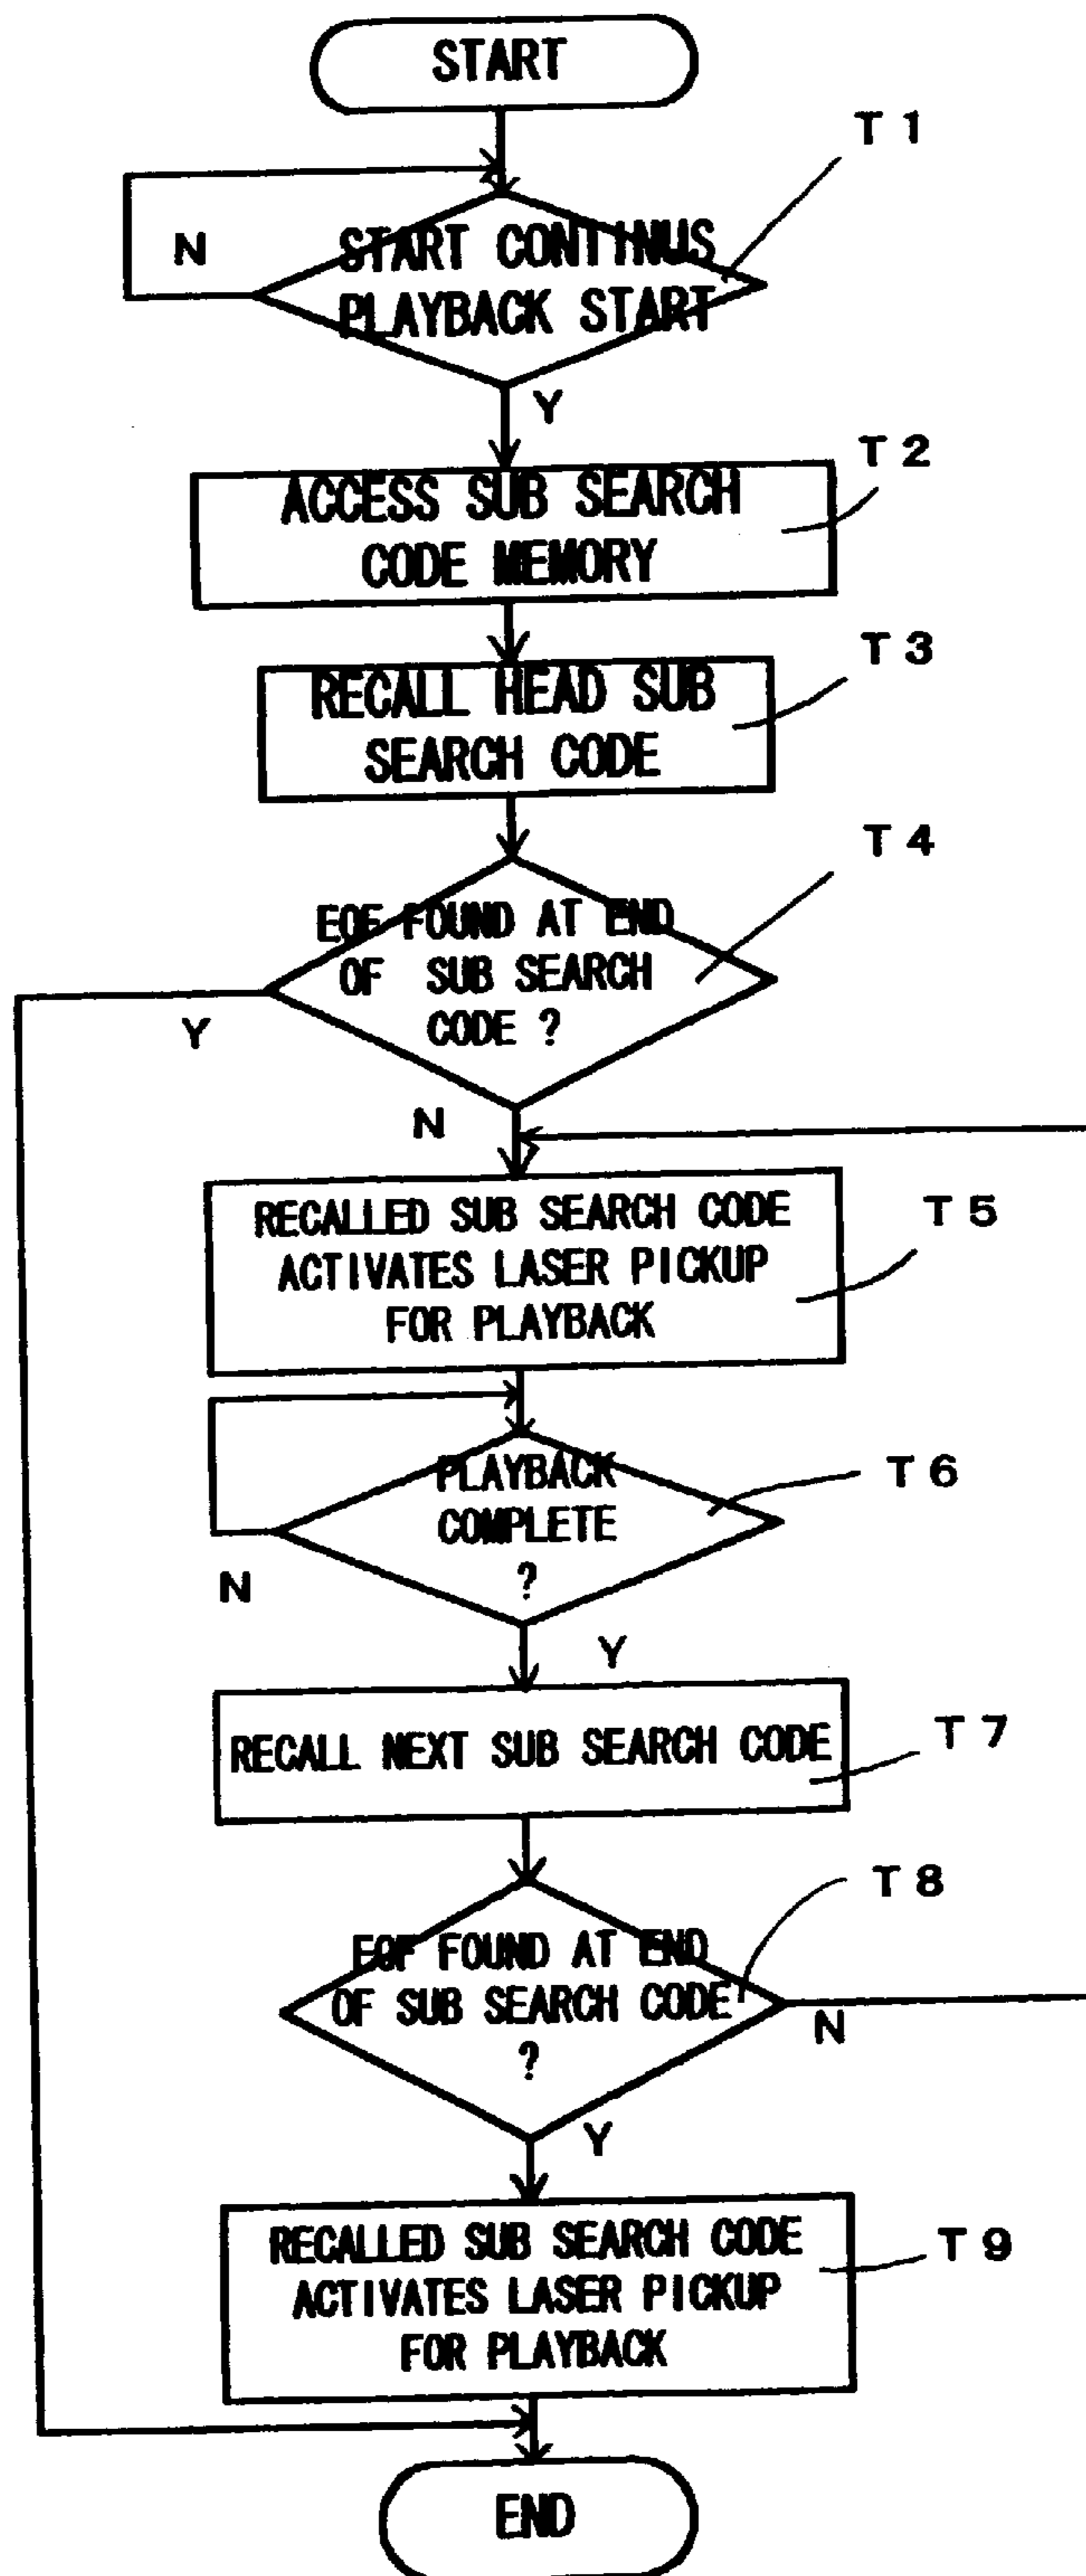 START
T 1
START CONTINUS
N
PLAYBACK START
Y
T 2
ACCESS SUB SEARCH
CODE MEMORY
T 3
RECALL HEAD SUB
SEARCH CODE
T 4
EOF FOUND AT END
OF SUB SEARCH
CODE ?
Y
N
RECALLED SUB SEARCH CODE
T 5
ACTIVATES LASER PICKUP
FOR PLAYBACK
PLAYBACK
T 6
COMPLETE
?
N
Y
T 7
RECALL NEXT SUB SEARCH CODE
T 8
EOF FOUND AT END
OF SUB SEARCH CODE
N
?
Y
RECALLED SUB SEARCH CODE
T 9
ACTIVATES LASER PICKUP
FOR PLAYBACK
END